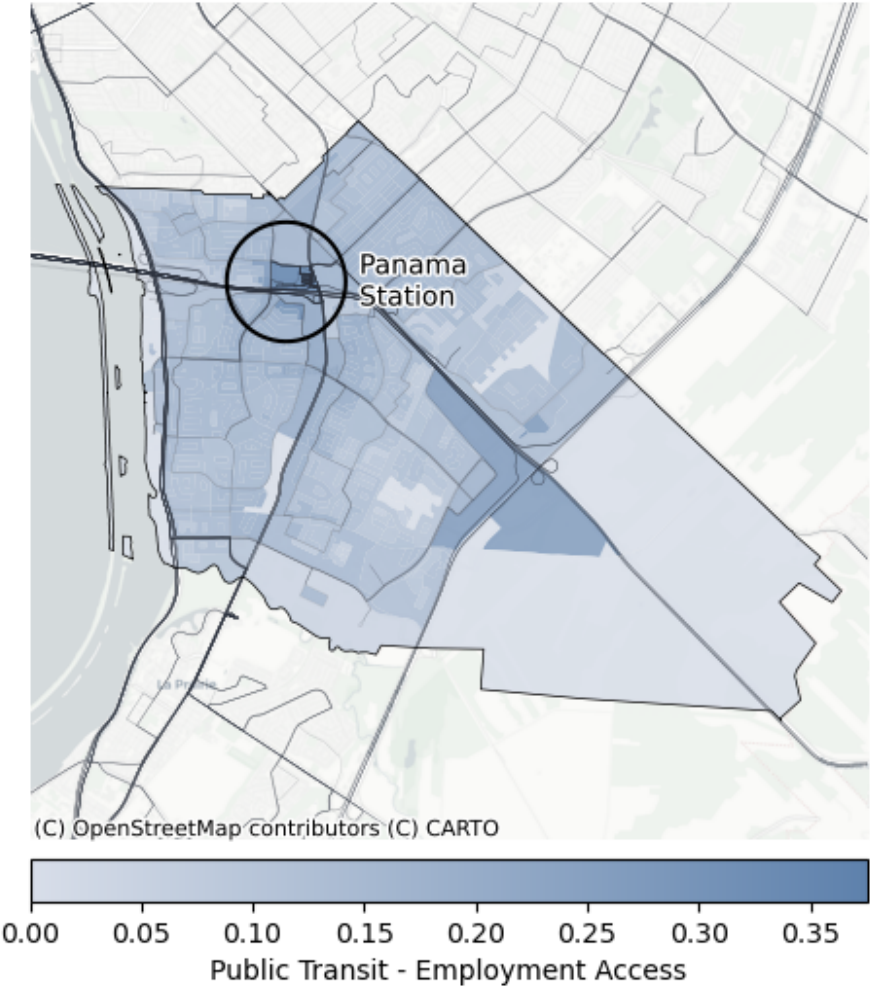 Panama
Station
La Prairie
(C) OpenStreetMap contributors (C) CARTO
0.00 0.05 0.10 0.15 0.20 0.25 0.30 0.35
Public Transit - Employment Access